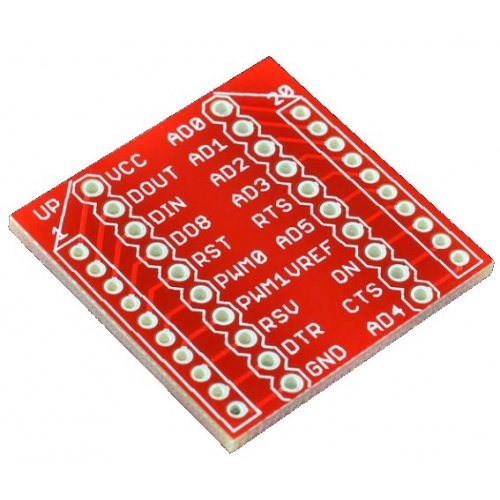 UP
1
VCC
DOUT
DIN
DD8
RST
PWM0
PWM1
RSV
DTR
GND
20
AD0
AD1
AD2
AD3
RTS
AD5
VREF
ON
CTS
AD4